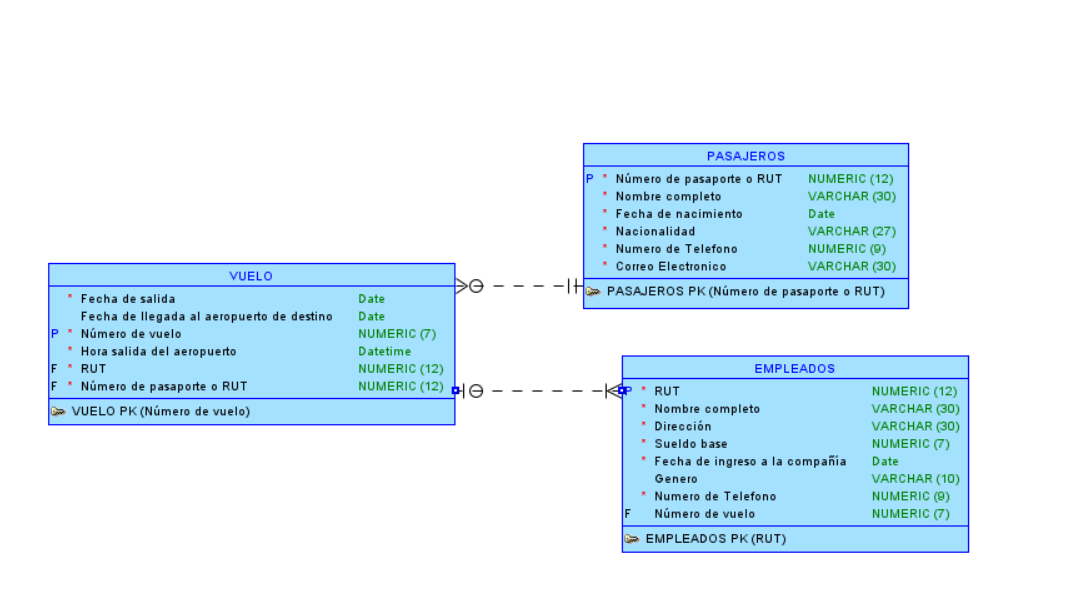 PASAJEROS
P * Número de pasaporte o RUT NUMERIC (12)
* Nombre completo VARCHAR (30)
* Fecha de nacimiento Date
* Nacionalidad VARCHAR (27)
* Numero de Telefono NUMERIC (9)
* Correo Electronico VARCHAR (30)
PASAJEROS PK (Número de pasaporte o RUT)
VUELO
* Fecha de salida Date
Fecha de llegada al aeropuerto de destino Date
P * Número de vuelo NUMERIC (7)
* Hora salida del aeropuerto Datetime
F * RUT NUMERIC (12)
F * Número de pasaporte o RUT NUMERIC (12)
VUELO PK (Número de vuelo)
EMPLEADOS
P * RUT NUMERIC (12)
* Nombre completo VARCHAR (30)
* Dirección VARCHAR (30)
* Sueldo base NUMERIC (7)
* Fecha de ingreso a la compañía Date
Genero VARCHAR (10)
* Numero de Telefono NUMERIC (9)
F Número de vuelo NUMERIC (7)
EMPLEADOS PK (RUT)